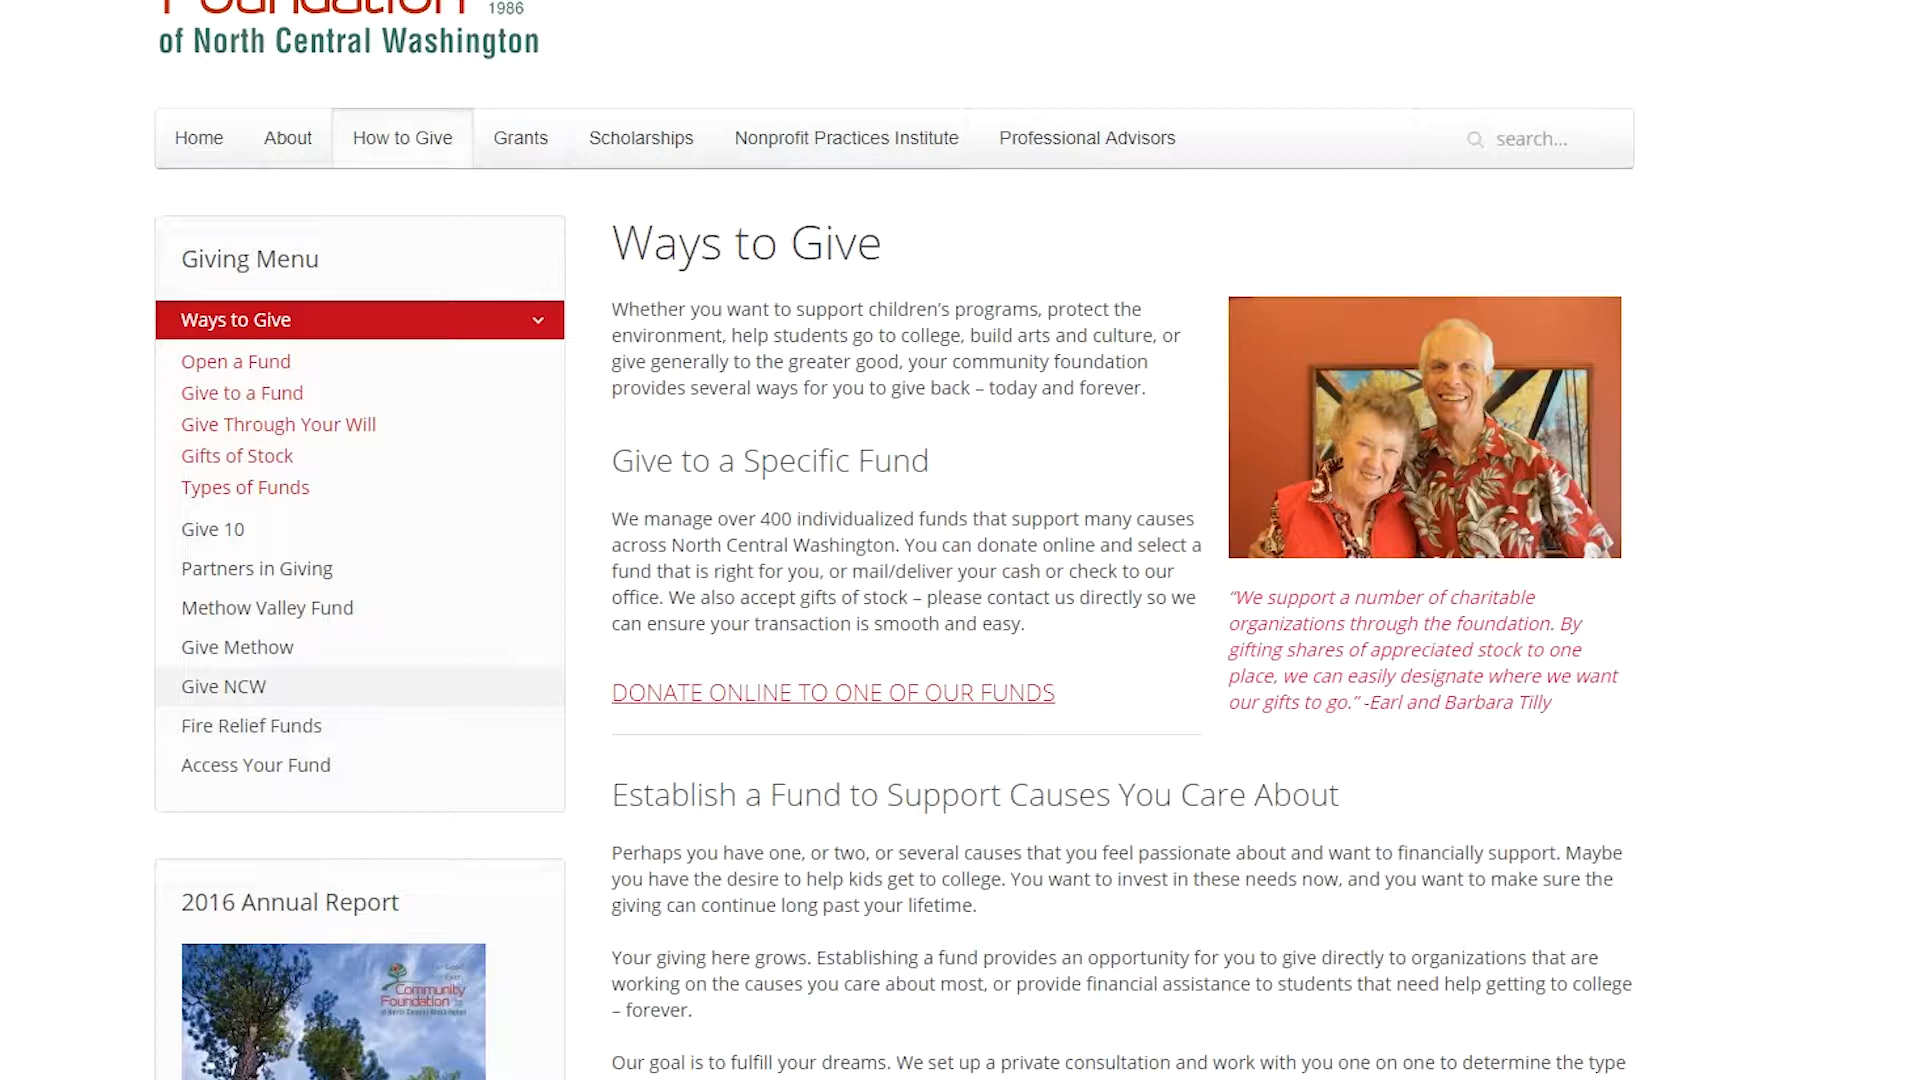 Foundation
1986
of North Central Washington
Home
About
How to Give
Grants
Scholarships
Nonprofit Practices Institute
Professional Advisors
search...
Giving Menu
Ways to Give
Open a Fund
Give to a Fund
Give Through Your Will
Gifts of Stock
Types of Funds
Give 10
Partners in Giving
Methow Valley Fund
Give Methow
Give NCW
Fire Relief Funds
Access Your Fund
2016 Annual Report
For Good.
Ever.
Community
Foundation
of North Central Washington
Ways to Give
Whether you want to support children’s programs, protect the
environment, help students go to college, build arts and culture, or
give generally to the greater good, your community foundation
provides several ways for you to give back – today and forever.
Give to a Specific Fund
We manage over 400 individualized funds that support many causes
across North Central Washington. You can donate online and select a
fund that is right for you, or mail/deliver your cash or check to our
office. We also accept gifts of stock – please contact us directly so we
can ensure your transaction is smooth and easy.
DONATE ONLINE TO ONE OF OUR FUNDS
“We support a number of charitable
organizations through the foundation. By
gifting shares of appreciated stock to one
place, we can easily designate where we want
our gifts to go.” -Earl and Barbara Tilly
Establish a Fund to Support Causes You Care About
Perhaps you have one, or two, or several causes that you feel passionate about and want to financially support. Maybe
you have the desire to help kids get to college. You want to invest in these needs now, and you want to make sure the
giving can continue long past your lifetime.
Your giving here grows. Establishing a fund provides an opportunity for you to give directly to organizations that are
working on the causes you care about most, or provide financial assistance to students that need help getting to college
– forever.
Our goal is to fulfill your dreams. We set up a private consultation and work with you one on one to determine the type